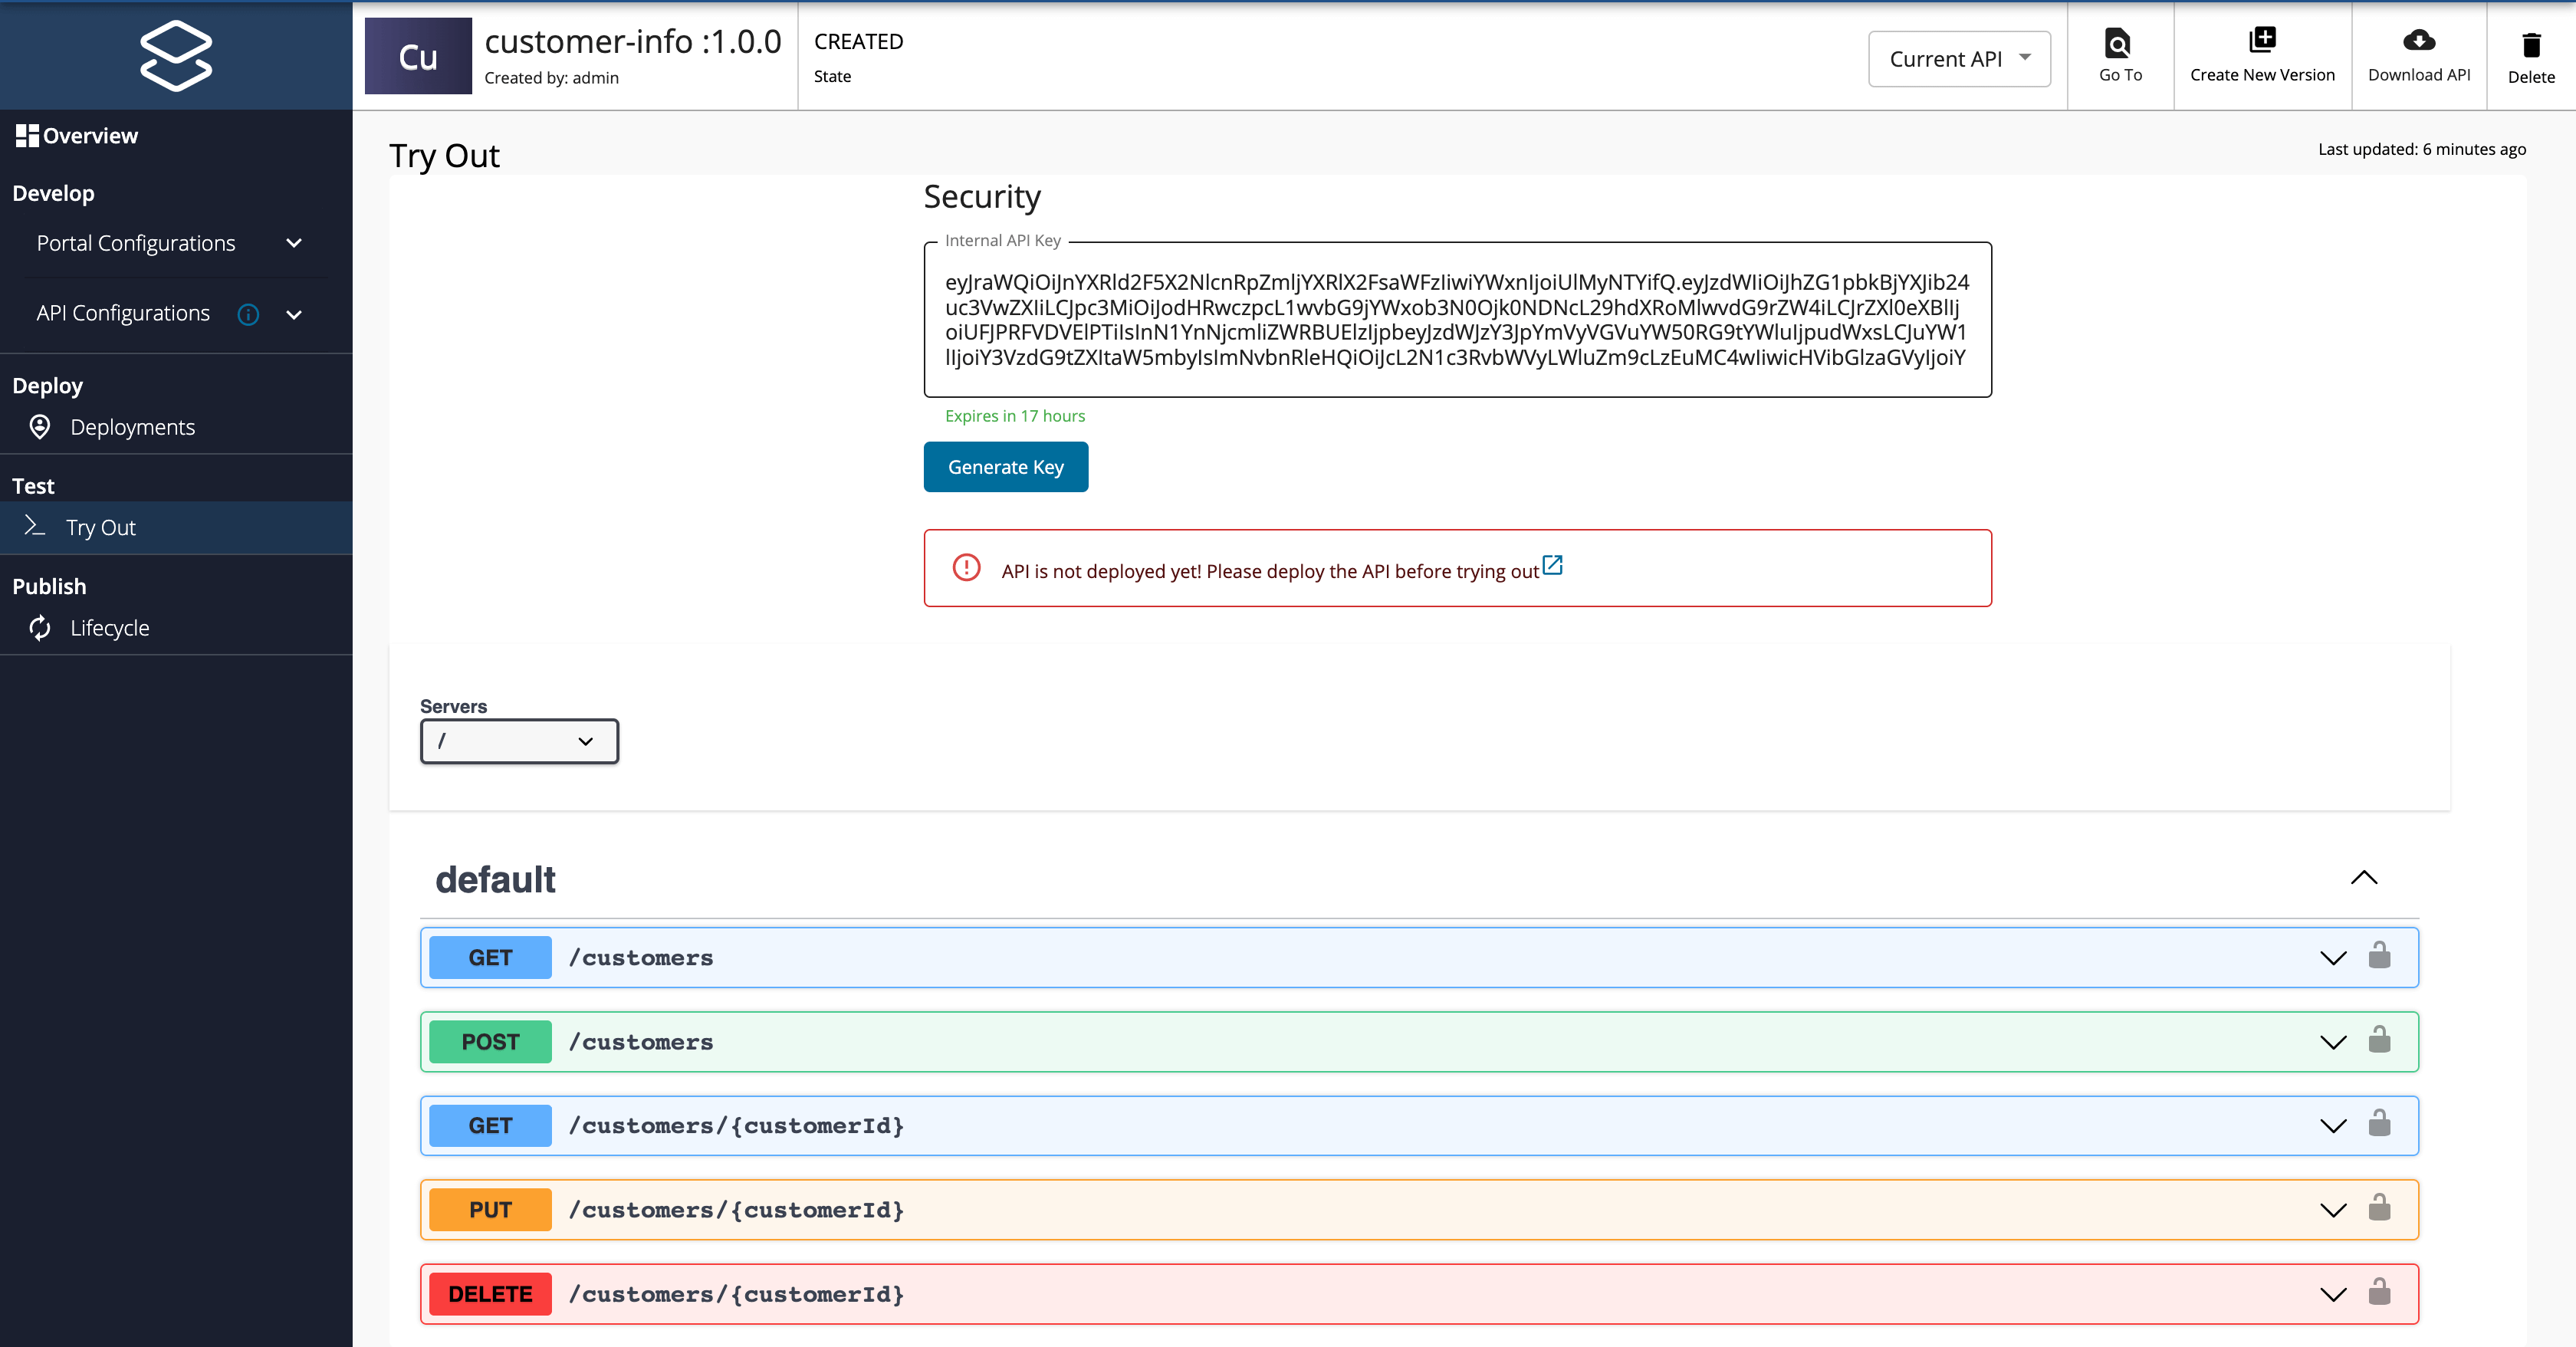 Cu
customer-info :1.0.0
Created by: admin
CREATED
State
Current API
Go To
Create New Version
Download API
Delete
Overview
Develop
Portal Configurations
API Configurations
Deploy
Deployments
Test
Try Out
Publish
Lifecycle
Try Out
Last updated: 6 minutes ago
Security
Internal API Key
eyJraWQiOiJnYXRld2F5X2NlcnRpZmljYXRlX2FsaWFzIiwiYWxnIjoiUlMyNTYifQ.eyJzdWIiOiJhZG1pbkBjYXJib24
uc3VwZXIiLCJpc3MiOiJodHRwczpcL1wvbG9jYWxob3N0Ojk0NDNcL29hdXRoMlwvdG9rZW4iLCJrZXl0eXBlIj
oiUFJPRFVDVElPTiIsInN1YnNjcmliZWRBUElzIjpbeyJzdWJzY3JpYmVyVGVuYW50RG9tYWluIjpudWxsLCJuYW1
lIjoiY3VzdG9tZXItaW5mbyIsImNvbnRleHQiOiJcL2N1c3RvbWVyLWluZm9cLzEuMC4wIiwicHVibGlzaGVyIjoiY
Expires in 17 hours
Generate Key
API is not deployed yet! Please deploy the API before trying out
Servers
/
default
GET /customers
POST /customers
GET /customers/{customerId}
PUT /customers/{customerId}
DELETE /customers/{customerId}